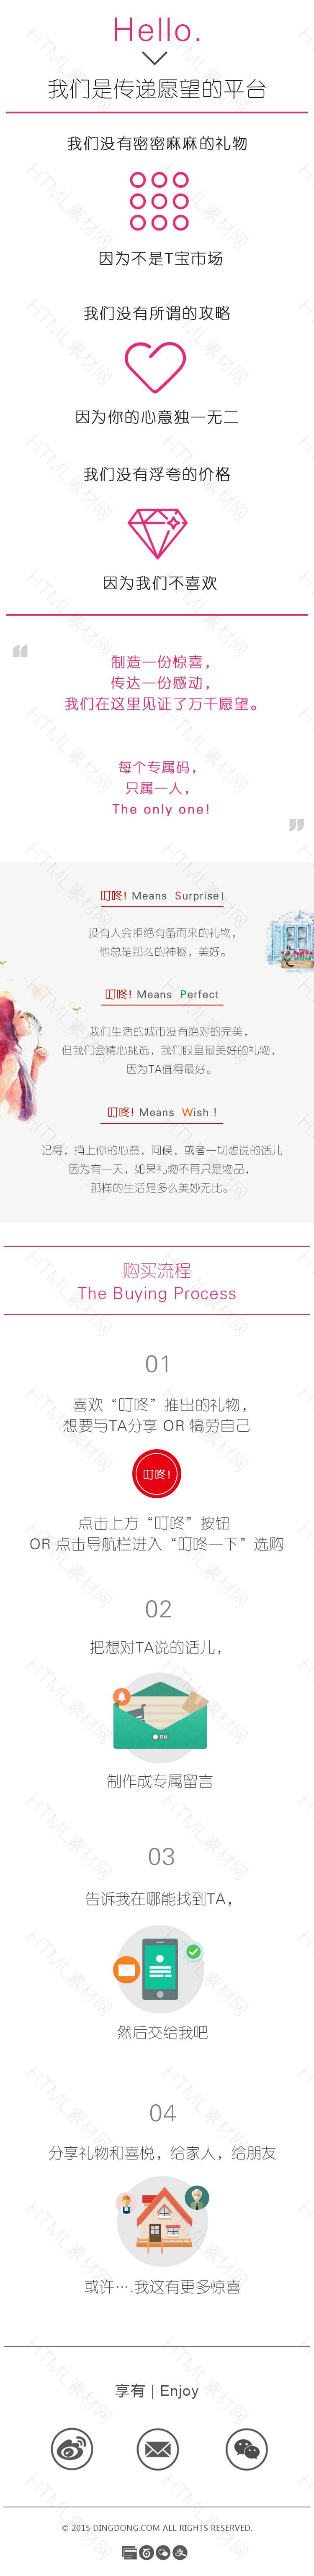 Hello.
我们是传递愿望的平台
我们没有密密麻麻的礼物
因为不是T宝市场
我们没有所谓的攻略
因为你的心意独一无二
我们没有浮夸的价格
因为我们不喜欢
“
制造一份惊喜，
传达一份感动，
我们在这里见证了万千愿望。
每个专属码，
只属一人，
The only one!
”
叮咚! Means Surprise!
没有人会拒绝有备而来的礼物，
他总是那么的神秘，美好。
叮咚! Means Perfect
我们生活的城市没有绝对的完美，
但我们会精心挑选，我们眼里最美好的礼物，
因为TA值得最好。
叮咚! Means Wish !
记得，捎上你的心意，问候，或者一切想说的话儿
因为有一天，如果礼物不再只是物品，
那样的生活是多么美妙无比。
购买流程
The Buying Process
01
喜欢“叮咚”推出的礼物，
想要与TA分享 OR 犒劳自己
叮咚!
点击上方“叮咚”按钮
OR 点击导航栏进入“叮咚一下”选购
02
把想对TA说的话儿，
ON
制作成专属留言
03
告诉我在哪能找到TA，
然后交给我吧
04
分享礼物和喜悦，给家人，给朋友
或许….我这有更多惊喜
享有 | Enjoy
© 2015 DINGDONG.COM ALL RIGHTS RESERVED.
HTML素材网